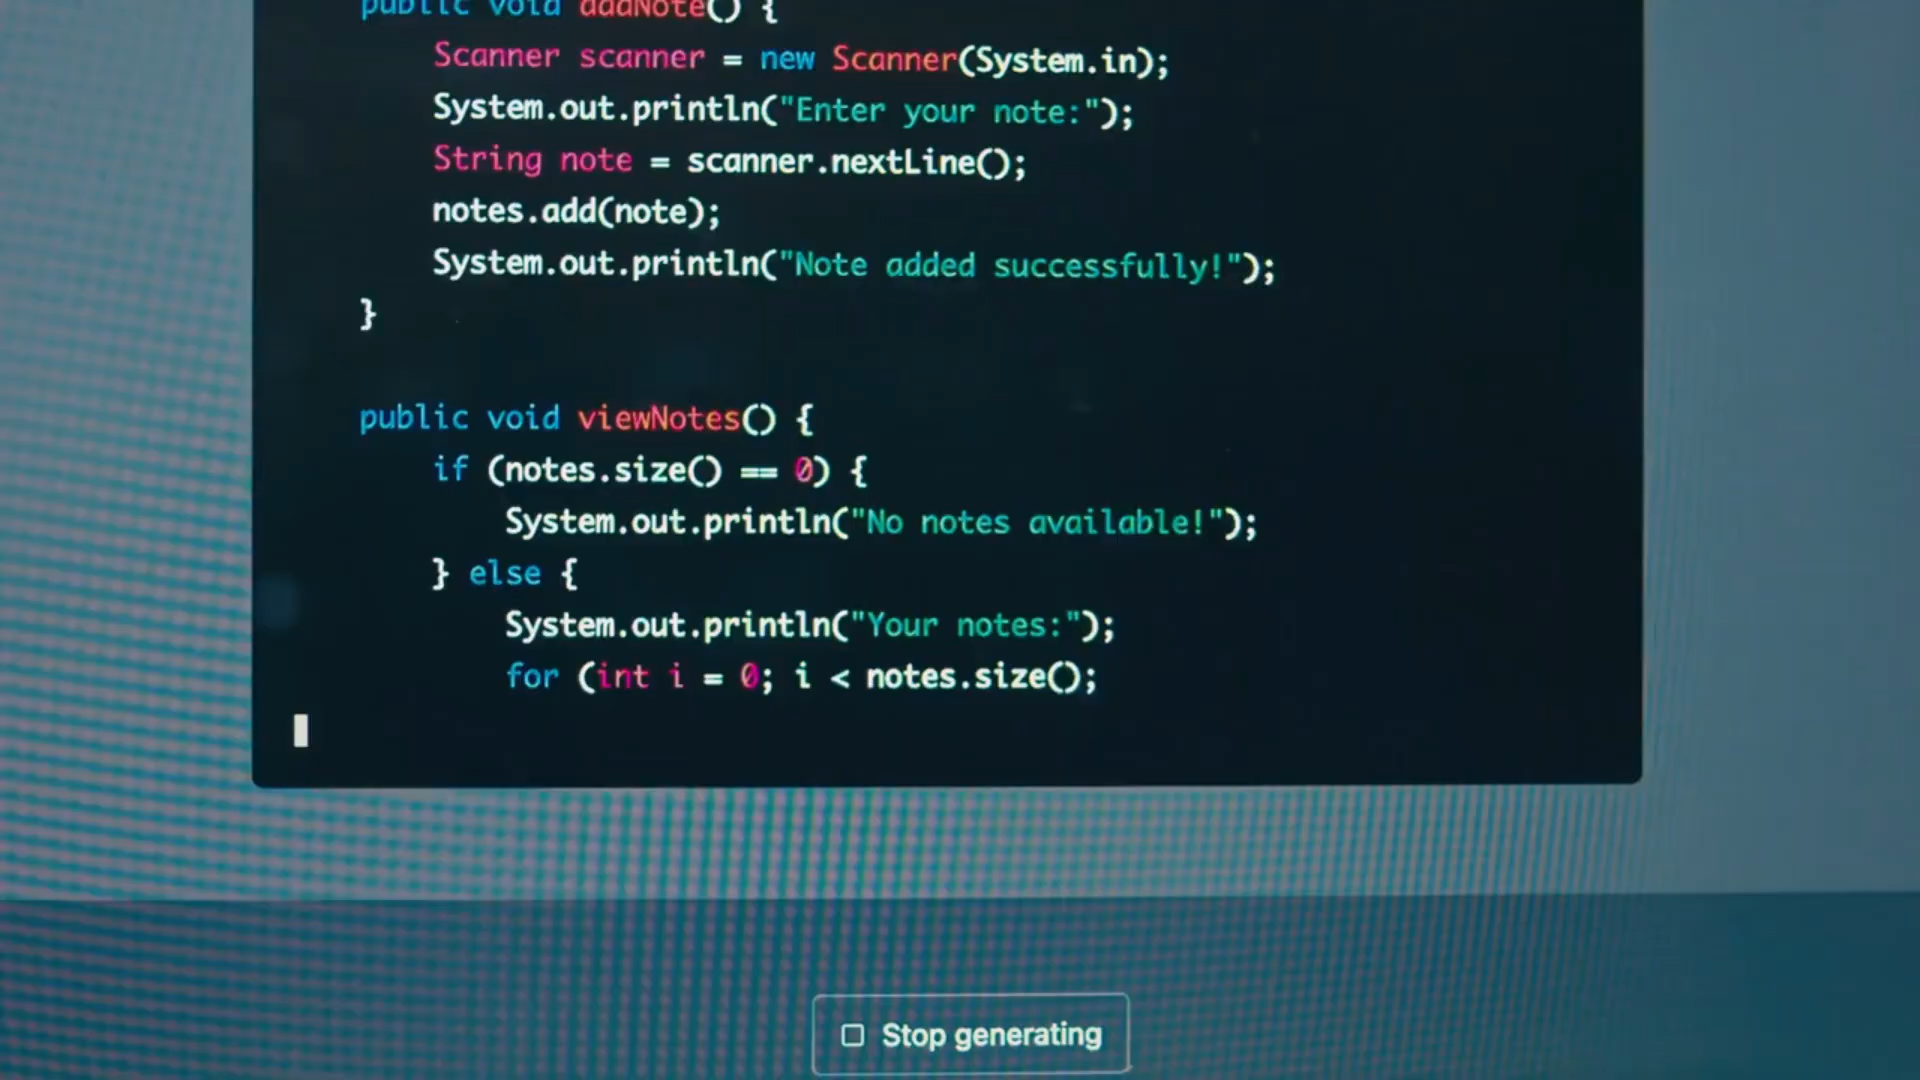 public void addNote() {
Scanner scanner = new Scanner(System.in);
System.out.println("Enter your note:");
String note = scanner.nextLine();
notes.add(note);
System.out.println("Note added successfully!");
}
public void viewNotes() {
if (notes.size() == 0) {
System.out.println("No notes available!");
} else {
System.out.println("Your notes:");
for (int i = 0; i < notes.size();
Stop generating